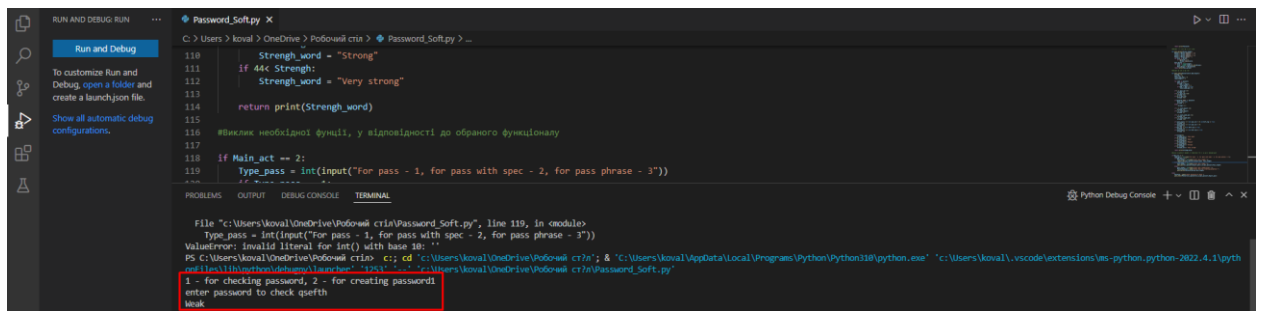 RUN AND DEBUG: RUN ...
Password_Soft.py ×
C: > Users > koval > OneDrive > Робочий стіл > Password_Soft.py > ...
Run and Debug
To customize Run and
Debug, open a folder and
create a launch.json file.
Show all automatic debug
configurations.
110 Strengh_word = "Strong"
111 if 44< Strengh:
112 Strengh_word = "Very strong"
113
114 return print(Strengh_word)
115
116 #Виклик необхідної фунції, у відповідності до обраного функціоналу
117
118 if Main_act == 2:
119 Type_pass = int(input("For pass - 1, for pass with spec - 2, for pass phrase - 3"))
PROBLEMS OUTPUT DEBUG CONSOLE TERMINAL
Python Debug Console
File "c:\Users\koval\OneDrive\Робочий стіл\Password_Soft.py", line 119, in <module>
Type_pass = int(input("For pass - 1, for pass with spec - 2, for pass phrase - 3"))
ValueError: invalid literal for int() with base 10: ''
PS C:\Users\koval\OneDrive\Робочий стіл> c:; cd 'c:\Users\koval\OneDrive\Робочий ст?л'; & 'C:\Users\koval\AppData\Local\Programs\Python\Python310\python.exe' 'c:\Users\koval\.vscode\extensions\ms-python.python-2022.4.1\pyth
onFiles\lib\python\debugpy\launcher' '1253' '--' 'c:\Users\koval\OneDrive\Робочий ст?л\Password_Soft.py'
1 - for checking password, 2 - for creating password1
enter password to check qsefth
Weak